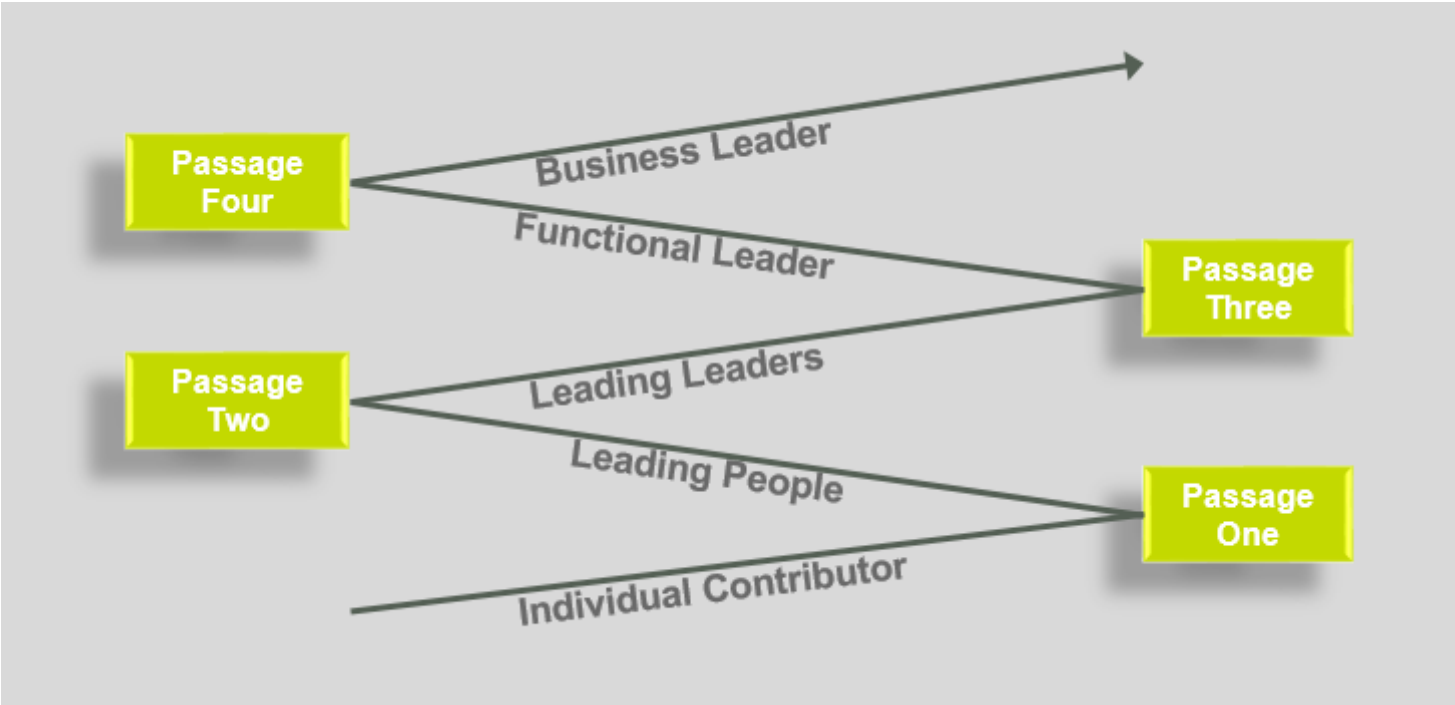 Business Leader
Passage
Four
Functional Leader
Passage
Three
Leading Leaders
Passage
Two
Leading People
Passage
One
Individual Contributor